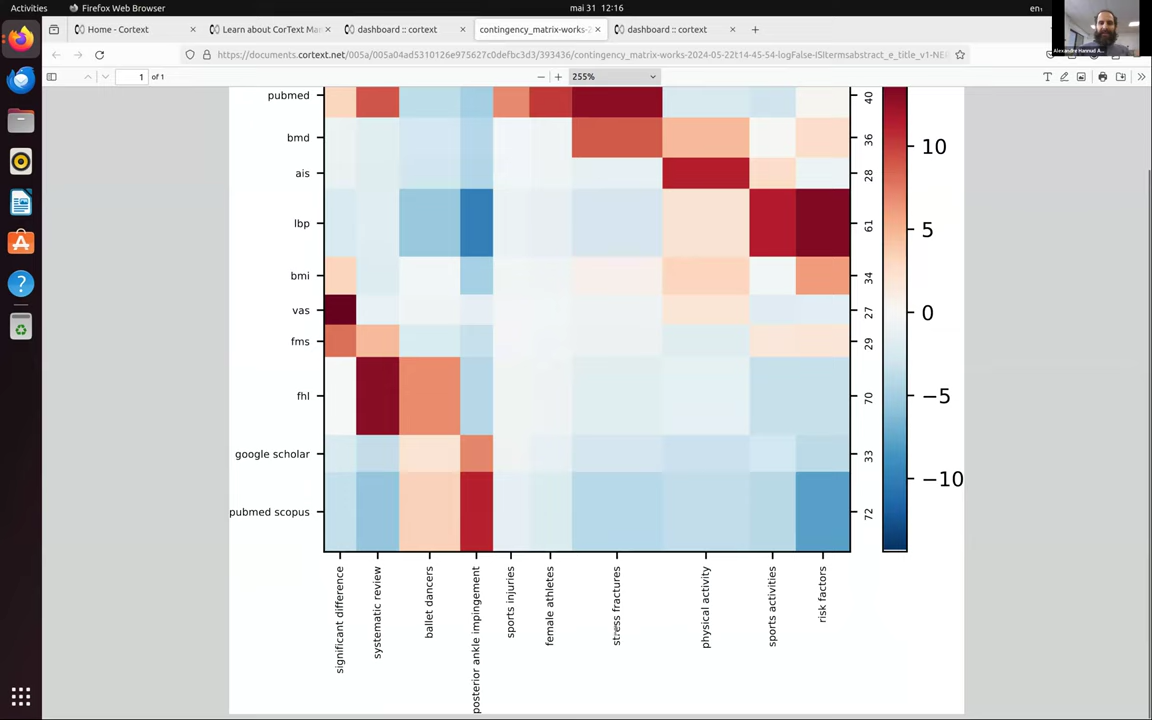 Activities
Firefox Web Browser
mai 31 12:16
en₁
Home - Cortext
Learn about CorText Mar
dashboard :: cortext
contingency_matrix-works-
dashboard :: cortext
https://documents.cortext.net/005a/005a04ad5310126e975627c0defbc3d3/393436/contingency_matrix-works-2024-05-22t14-45-54-logFalse-ISItermsabstract_e_title_v1-NE
1
of 1
255%
pubmed
bmd
ais
lbp
bmi
vas
fms
fhl
google scholar
pubmed scopus
40
36
28
61
34
27
29
70
33
72
10
5
0
−5
−10
significant difference
systematic review
ballet dancers
posterior ankle impingement
sports injuries
female athletes
stress fractures
physical activity
sports activities
risk factors